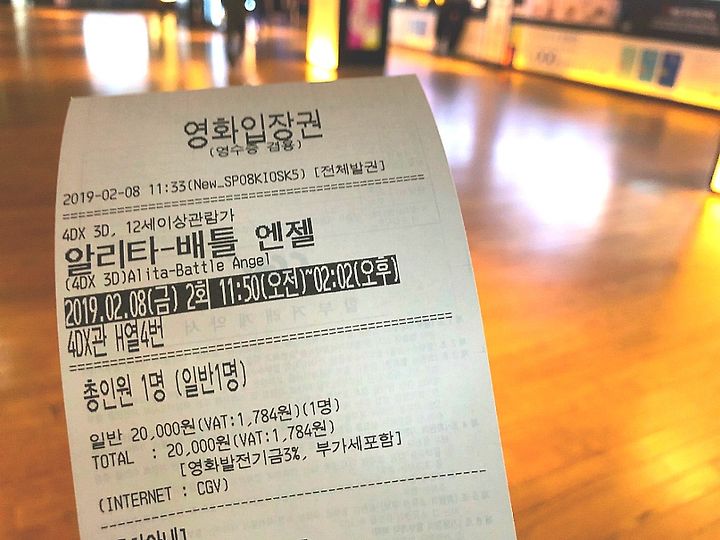 영화입장권
(영수증 겸용)
2019-02-08 11:33(New_SP08KIOSK5) [전체발권]
4DX 3D, 12세이상관람가
알리타-배틀 엔젤
(4DX 3D)Alita-Battle Angel
2019.02.08(금) 2회 11:50(오전)~02:02(오후)
4DX관 H열4번
총인원 1명 (일반1명)
일반 20,000원(VAT:1,784원)(1명)
TOTAL : 20,000원(VAT:1,784원)
[영화발전기금3%, 부가세포함]
(INTERNET : CGV)